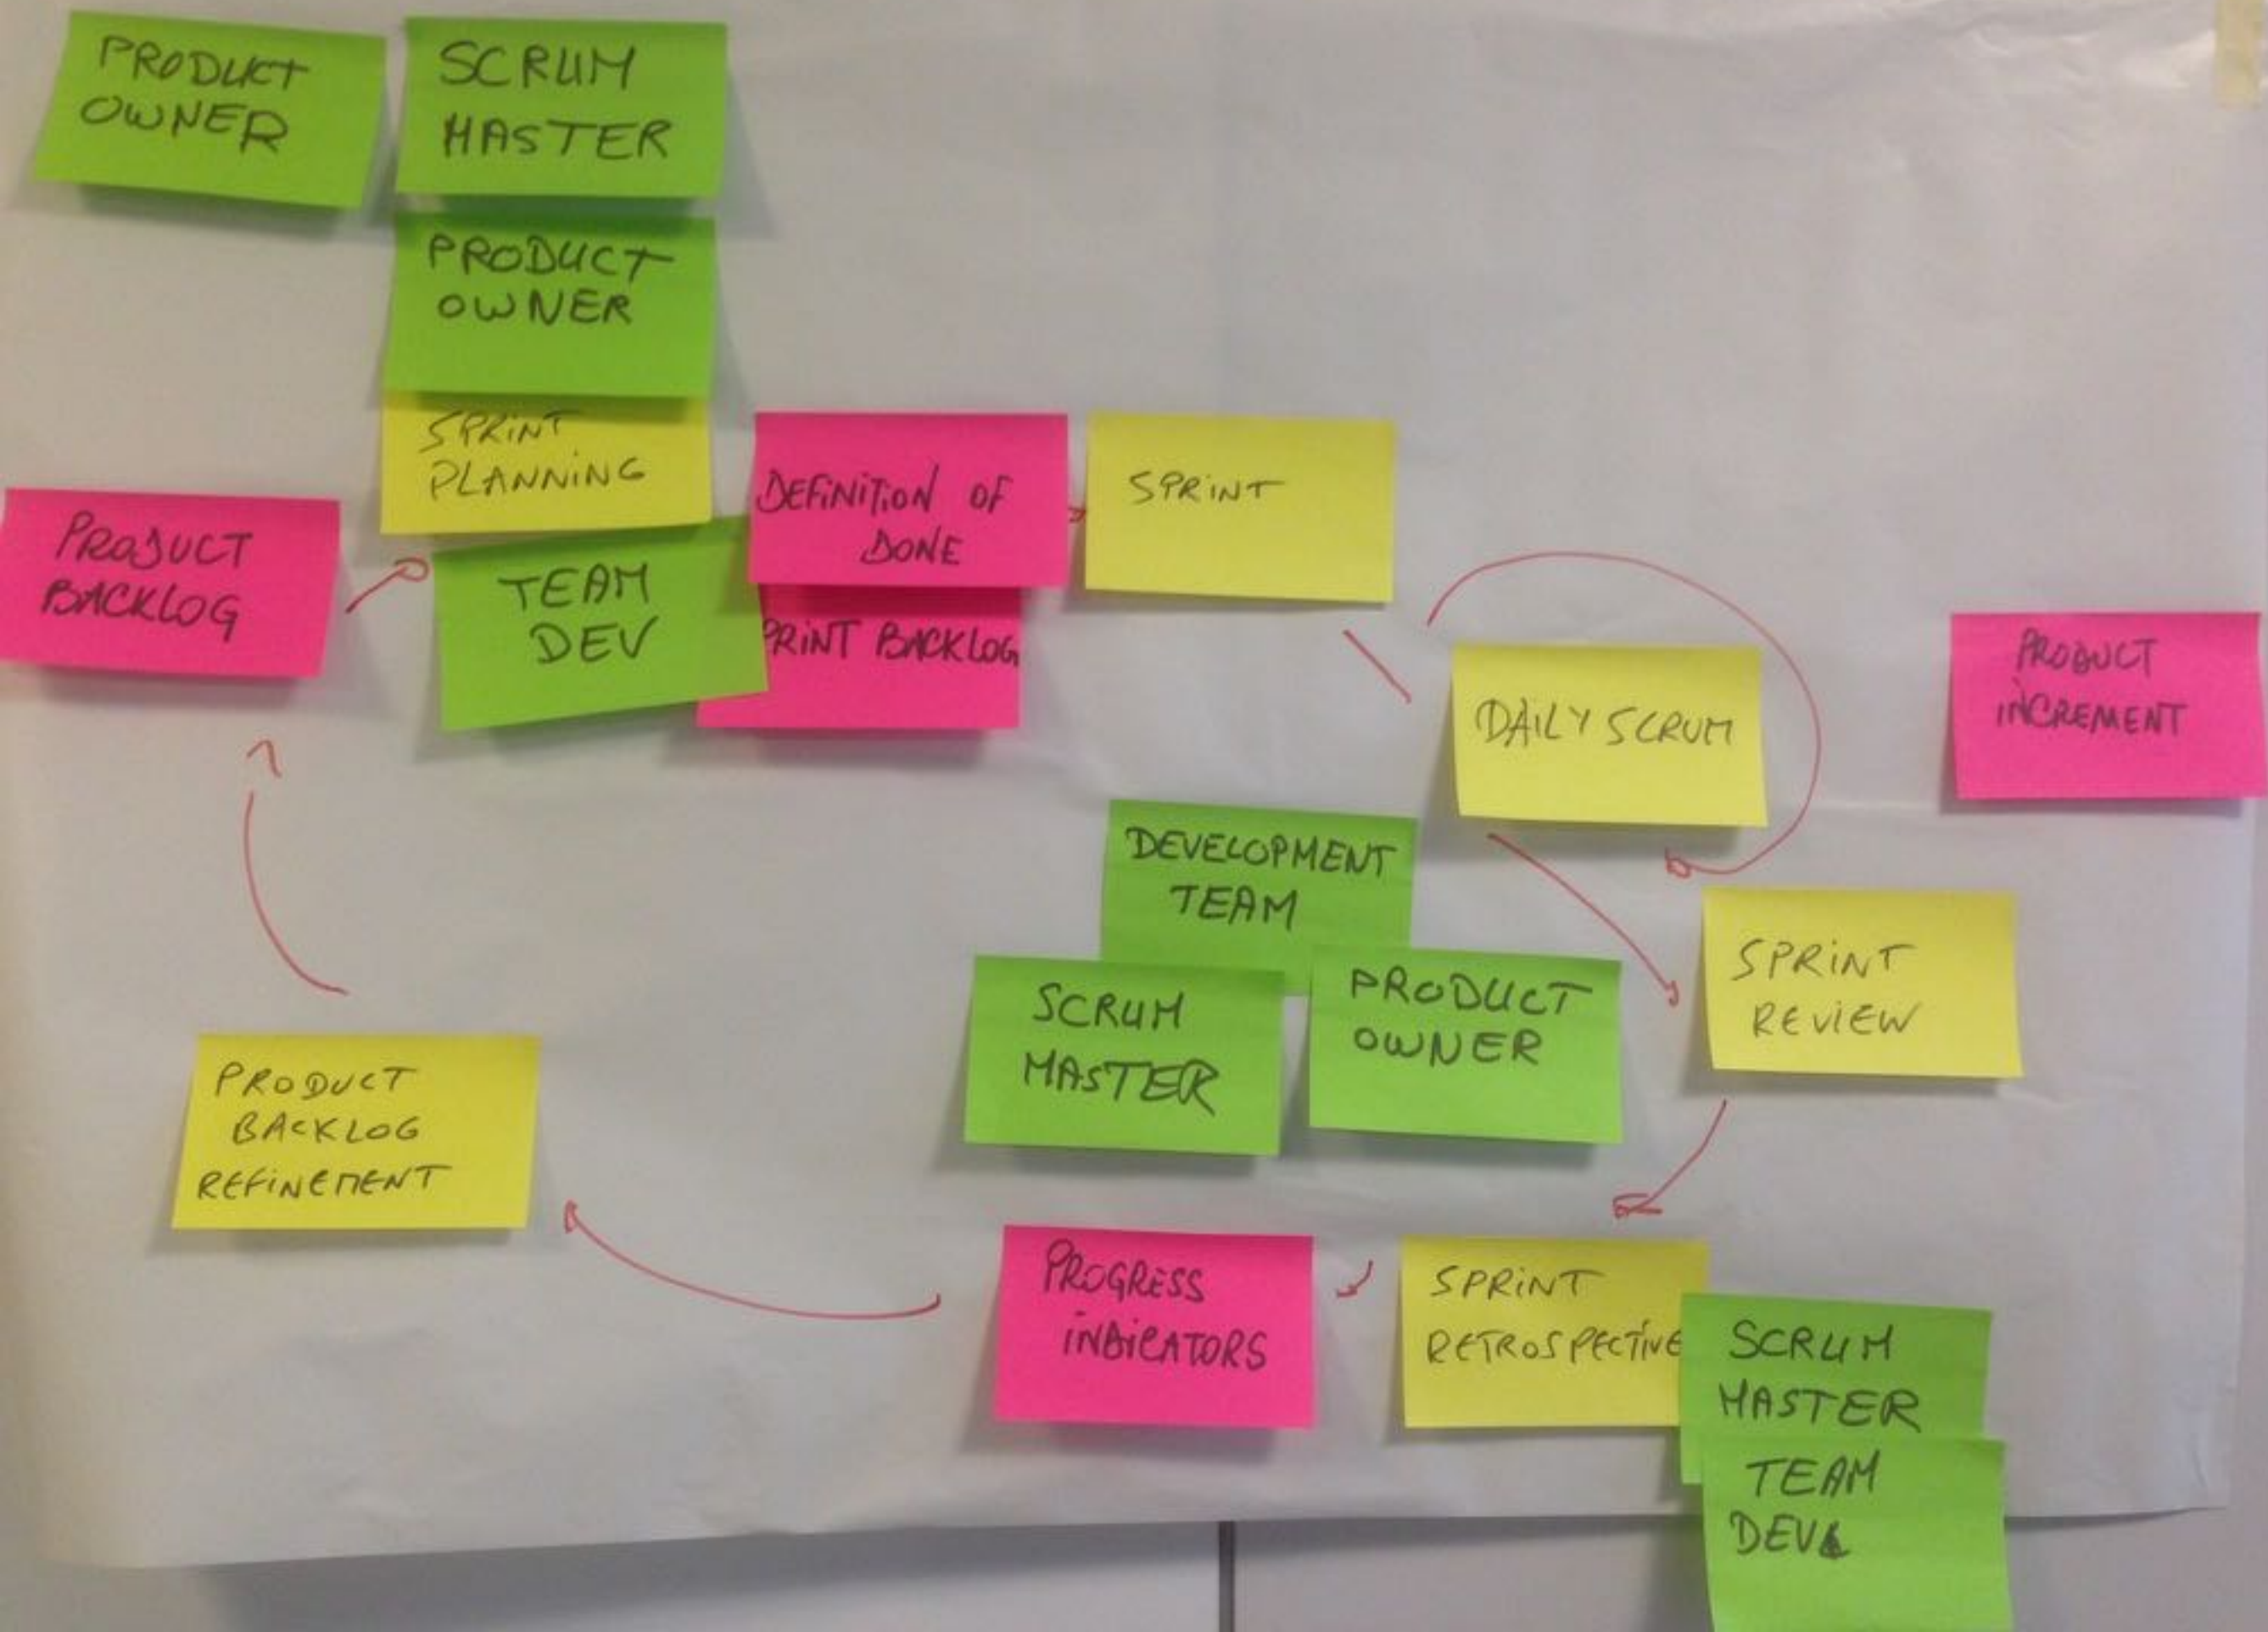 PRODUCT
OWNER
SCRUM
MASTER
PRODUCT
OWNER
SPRINT
PLANNING
PRODUCT
BACKLOG
TEAM
DEV
DEFINITION OF
DONE
PRINT BACKLOG
SPRINT
DAILY SCRUM
PRODUCT
INCREMENT
DEVELOPMENT
TEAM
SCRUM
MASTER
PRODUCT
OWNER
SPRINT
REVIEW
PRODUCT
BACKLOG
REFINEMENT
PROGRESS
INDICATORS
SPRINT
RETROSPECTIVE
SCRUM
MASTER
TEAM
DEV